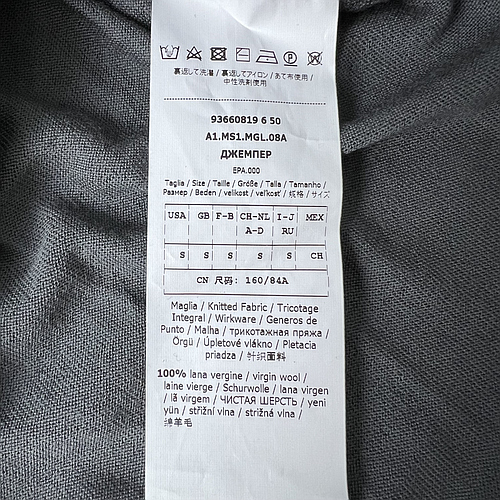 裏返して洗濯 / 裏返してアイロン / あて布使用 /
中性洗剤使用
93660819 6 50
A1.MS1.MGL.08A
ДЖЕМПЕР
EPA.000
Taglia / Size / Taille / Größe / Talla / Tamanho /
Размер / Beden / velikost / veľkosť / 规格 / サイズ
USA GB F-B CH-NL I-J MEX
A-D RU
S S S S S CH
CN 尺码: 160/84A
Maglia / Knitted Fabric / Tricotage
Integral / Wirkware / Generos de
Punto / Malha / трикотажная пряжа /
Örgü / Úpletové vlákno / Pletacia
priadza / 针织面料
100% lana vergine / virgin wool /
laine vierge / Schurwolle / lana virgen
/ lã virgem / ЧИСТАЯ ШЕРСТЬ / yeni
yün / střižní vlna / strižná vlna /
绵羊毛